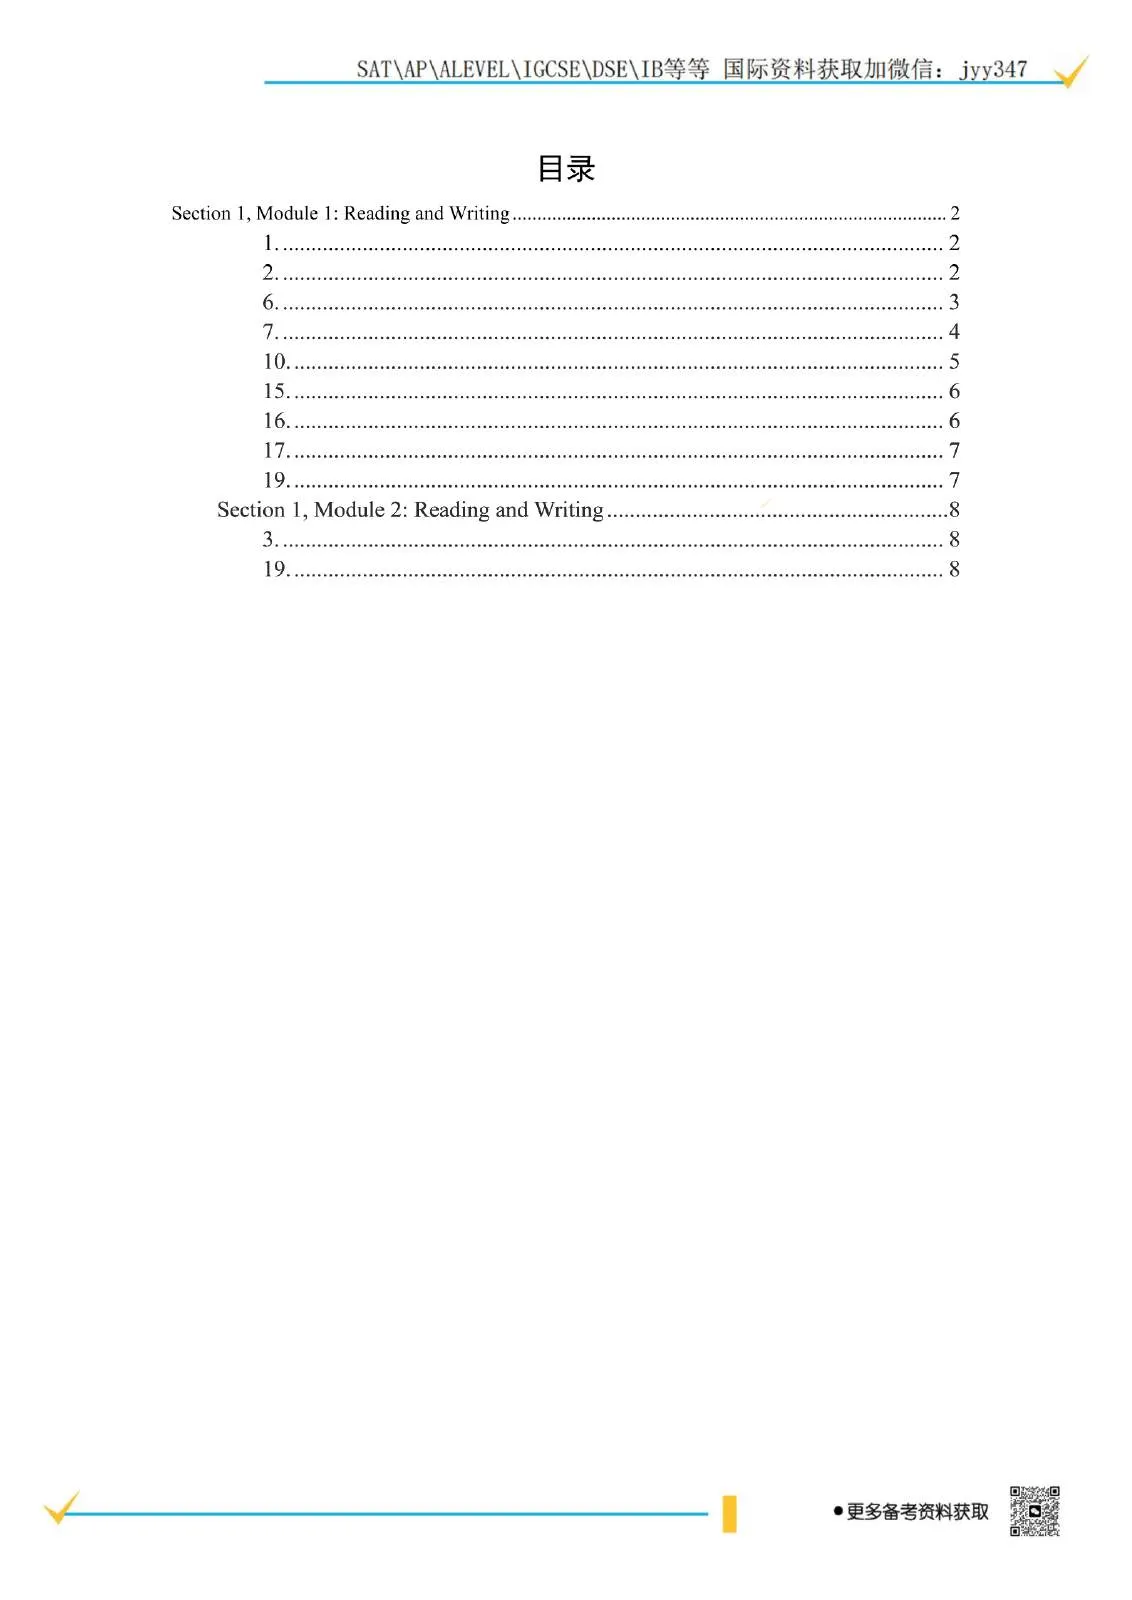 SAT\AP\ALEVEL\IGCSE\DSE\IB等等 国际资料获取加微信：jyy347
目录
Section 1, Module 1: Reading and Writing........................................ 2
1......................................... 2
2......................................... 2
6......................................... 3
7......................................... 4
10......................................... 5
15......................................... 6
16......................................... 6
17......................................... 7
19......................................... 7
Section 1, Module 2: Reading and Writing........................................8
3......................................... 8
19......................................... 8
●更多备考资料获取